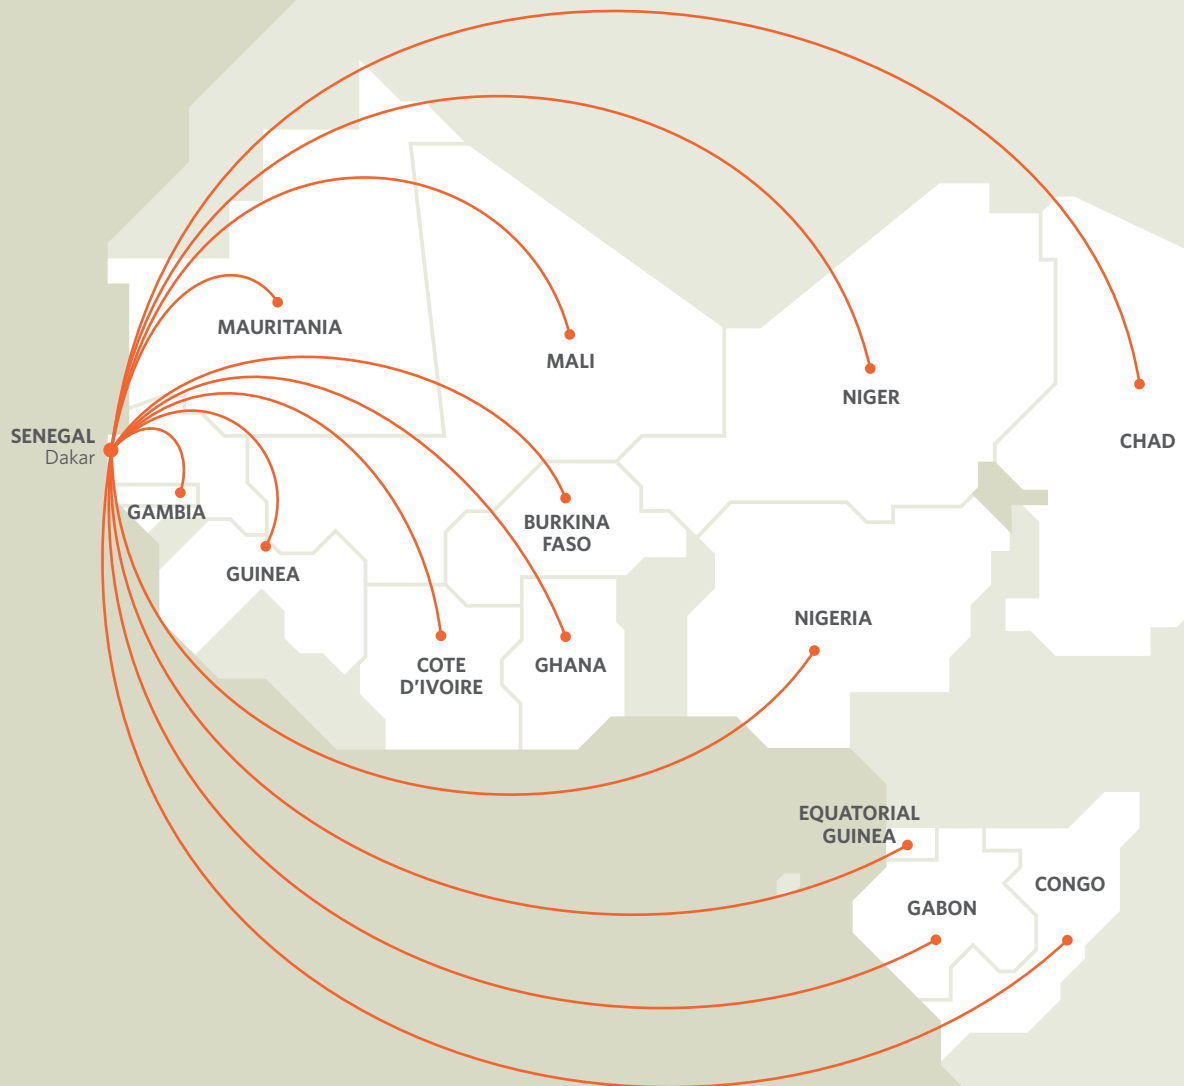 MAURITANIA
MALI
NIGER
CHAD
SENEGAL
Dakar
GAMBIA
BURKINA
FASO
GUINEA
NIGERIA
COTE
D'IVOIRE
GHANA
EQUATORIAL
GUINEA
CONGO
GABON